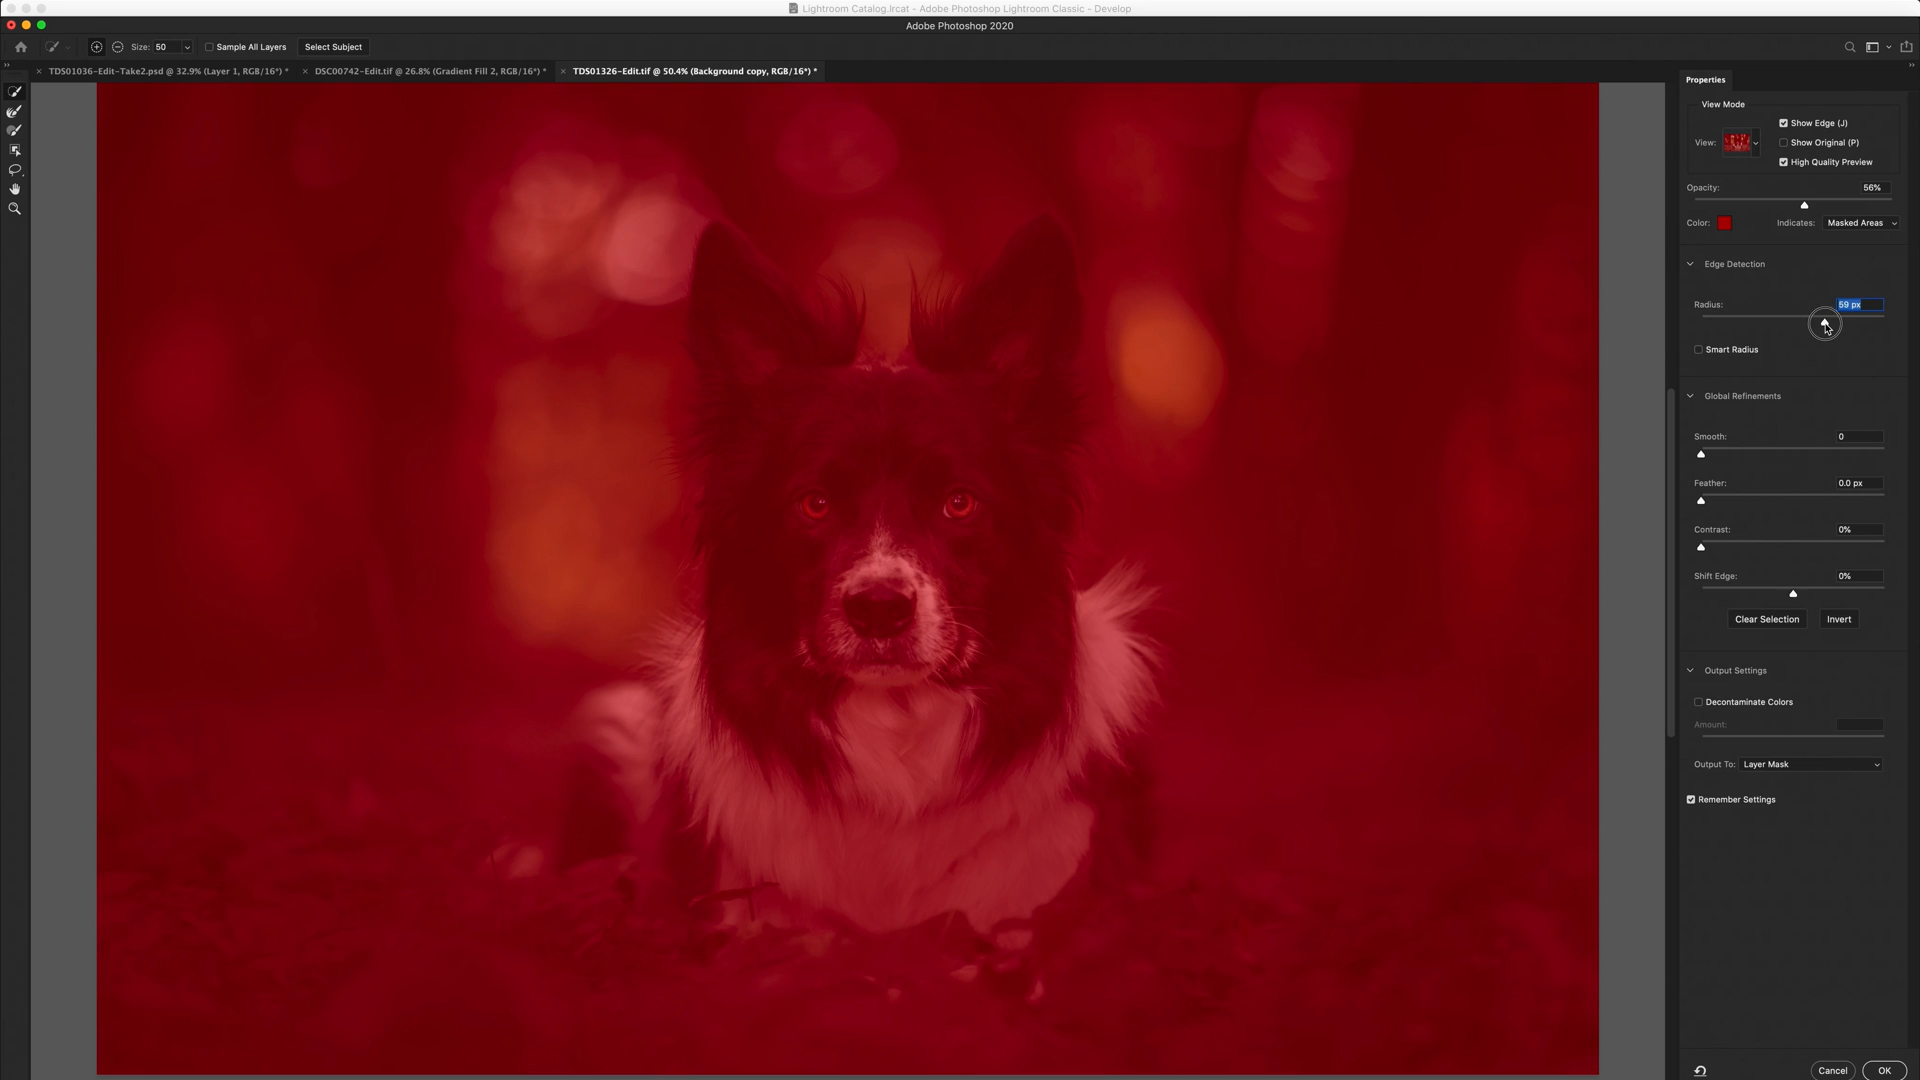 Lightroom Catalog.lrcat - Adobe Photoshop Lightroom Classic - Develop
Adobe Photoshop 2020
Size: 50 Sample All Layers Select Subject
TDS01036-Edit-Take2.psd @ 32.9% (Layer 1, RGB/16*) * DSC00742-Edit.tif @ 26.8% (Gradient Fill 2, RGB/16*) * TDS01326-Edit.tif @ 50.4% (Background copy, RGB/16*) *
Properties
View Mode
Show Edge (J)
View:
Show Original (P)
High Quality Preview
Opacity: 56%
Color: Indicates: Masked Areas
Edge Detection
Radius: 59 px
Smart Radius
Global Refinements
Smooth: 0
Feather: 0.0 px
Contrast: 0%
Shift Edge: 0%
Clear Selection Invert
Output Settings
Decontaminate Colors
Amount:
Output To: Layer Mask
Remember Settings
Cancel OK